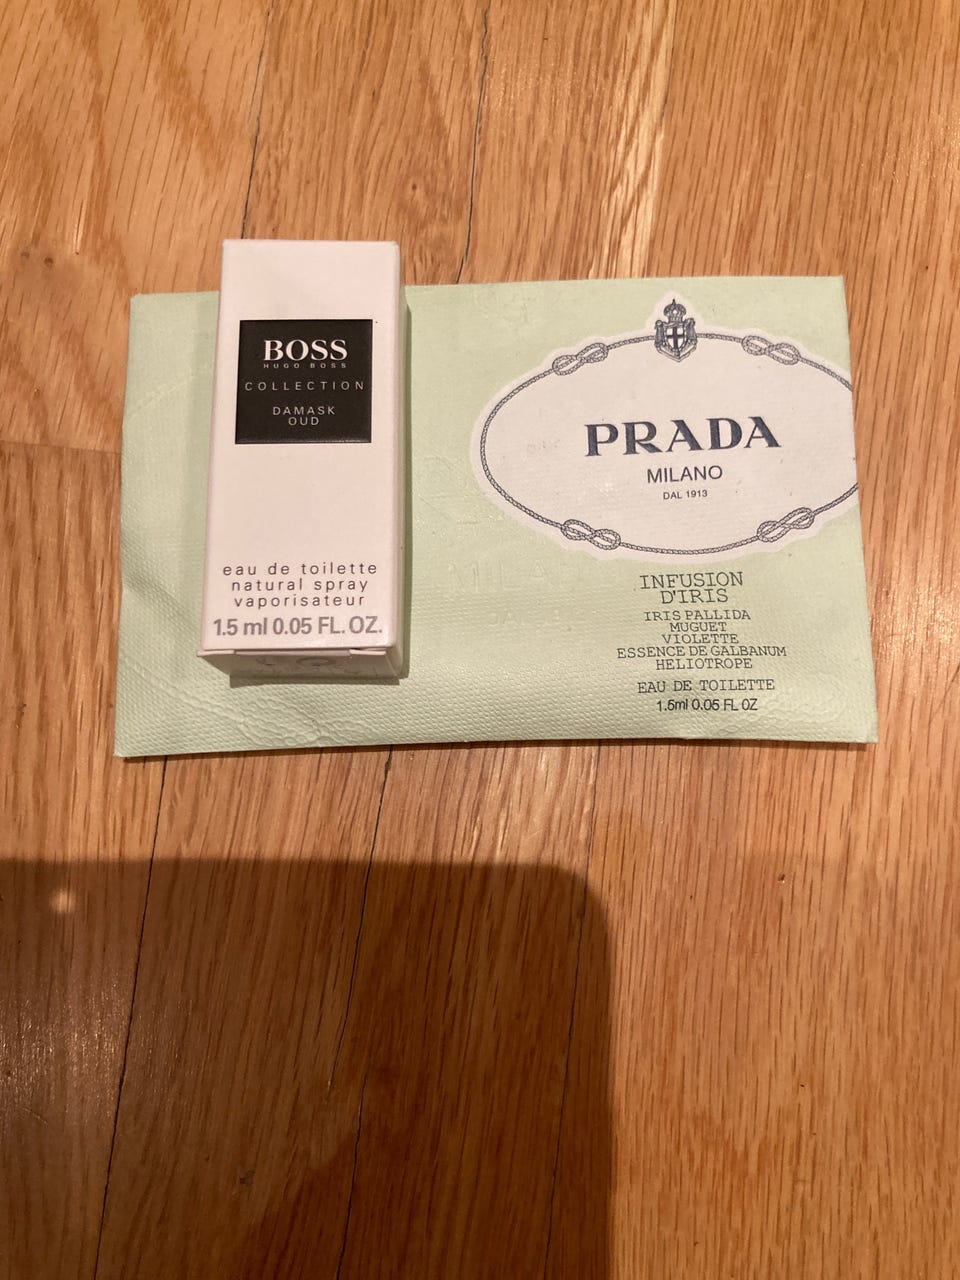 BOSS
HUGO BOSS
COLLECTION
DAMASK
OUD
eau de toilette
natural spray
vaporisateur
1.5 ml 0.05 FL. OZ.
PRADA
MILANO
DAL 1913
INFUSION
D'IRIS
IRIS PALLIDA
MUGUET
VIOLETTE
ESSENCE DE GALBANUM
HELIOTROPE
EAU DE TOILETTE
1.5ml 0.05 FL OZ